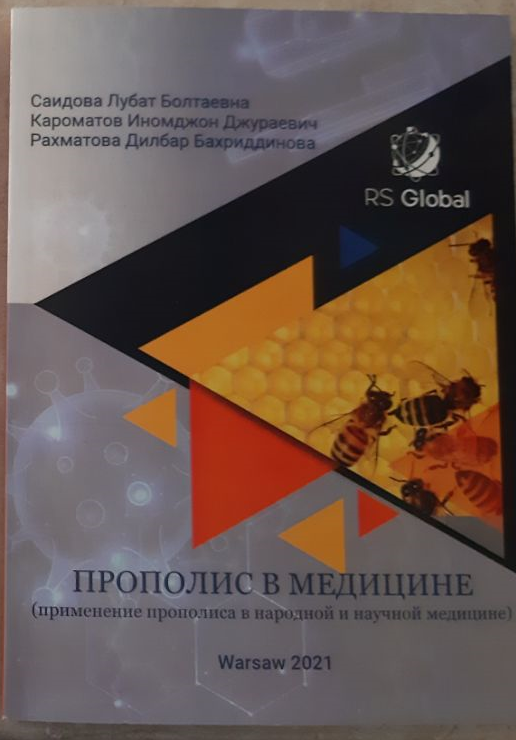 Саидова Лубат Болтаевна
Кароматов Иномджон Джураевич
Рахматова Дилбар Бахриддинова
RS Global
ПРОПОЛИС В МЕДИЦИНЕ
(применение прополиса в народной и научной медицине)
Warsaw 2021